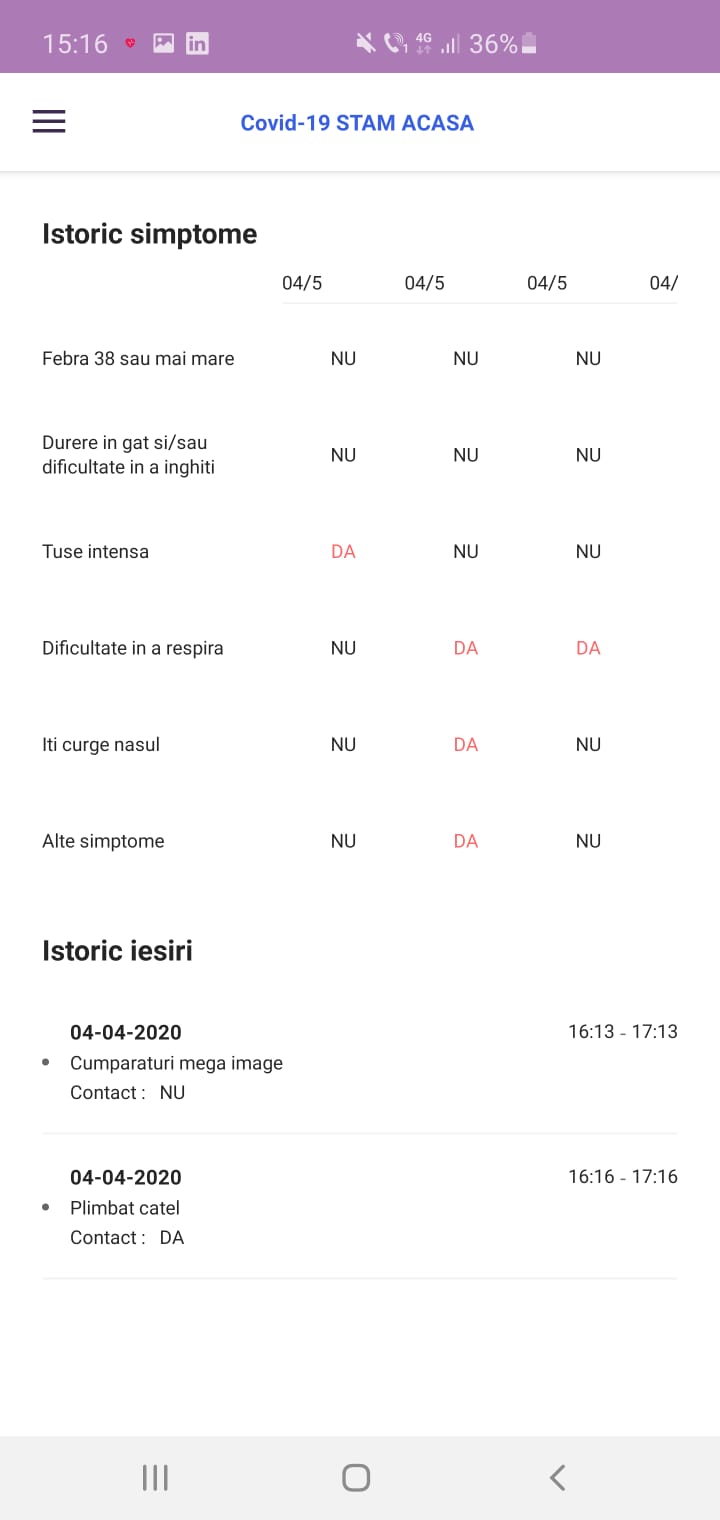 15:16 in 1 4G 36%
Covid-19 STAM ACASA
Istoric simptome
04/5 04/5 04/5 04/
Febra 38 sau mai mare NU NU NU
Durere in gat si/sau
dificultate in a inghiti NU NU NU
Tuse intensa DA NU NU
Dificultate in a respira NU DA DA
Iti curge nasul NU DA NU
Alte simptome NU DA NU
Istoric iesiri
04-04-2020 16:13 - 17:13
• Cumparaturi mega image
Contact : NU
04-04-2020 16:16 - 17:16
• Plimbat catel
Contact : DA